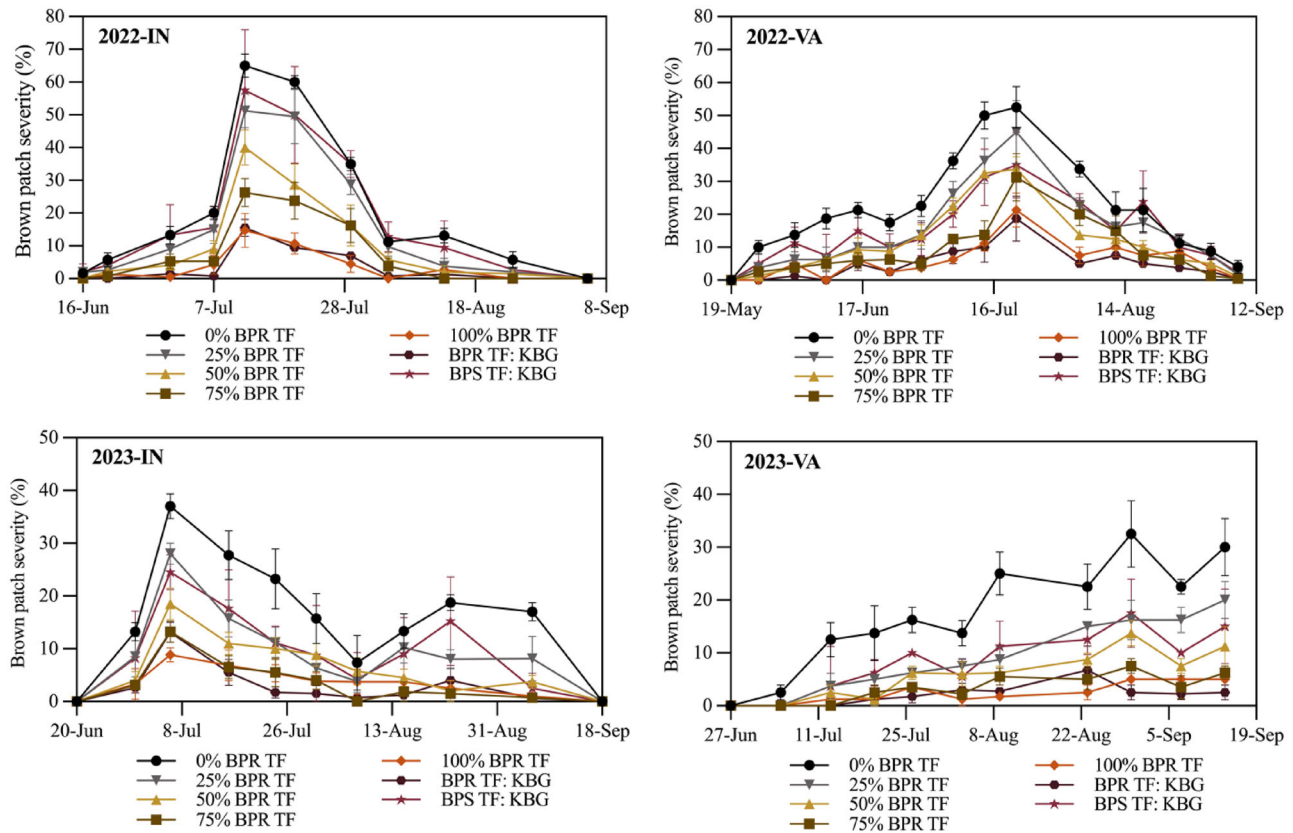 2022-IN
Brown patch severity (%)
80
70
60
50
40
30
20
10
0
16-Jun 7-Jul 28-Jul 18-Aug 8-Sep
0% BPR TF
25% BPR TF
50% BPR TF
75% BPR TF
100% BPR TF
BPR TF: KBG
BPS TF: KBG
2022-VA
Brown patch severity (%)
80
70
60
50
40
30
20
10
0
19-May 17-Jun 16-Jul 14-Aug 12-Sep
0% BPR TF
25% BPR TF
50% BPR TF
75% BPR TF
100% BPR TF
BPR TF: KBG
BPS TF: KBG
2023-IN
Brown patch severity (%)
50
40
30
20
10
0
20-Jun 8-Jul 26-Jul 13-Aug 31-Aug 18-Sep
0% BPR TF
25% BPR TF
50% BPR TF
75% BPR TF
100% BPR TF
BPR TF: KBG
BPS TF: KBG
2023-VA
Brown patch severity (%)
50
40
30
20
10
0
27-Jun 11-Jul 25-Jul 8-Aug 22-Aug 5-Sep 19-Sep
0% BPR TF
25% BPR TF
50% BPR TF
75% BPR TF
100% BPR TF
BPR TF: KBG
BPS TF: KBG